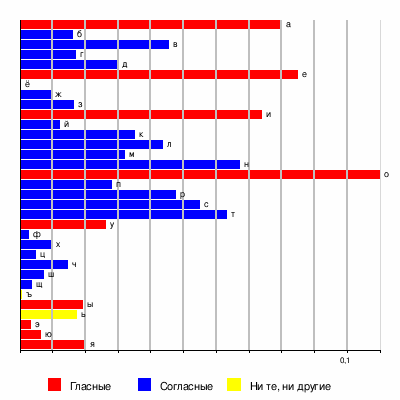 а
б
в
г
д
е
ё
ж
з
и
й
к
л
м
н
о
п
р
с
т
у
ф
х
ц
ч
ш
щ
ъ
ы
ь
э
ю
я
0,1
Гласные Согласные Ни те, ни другие